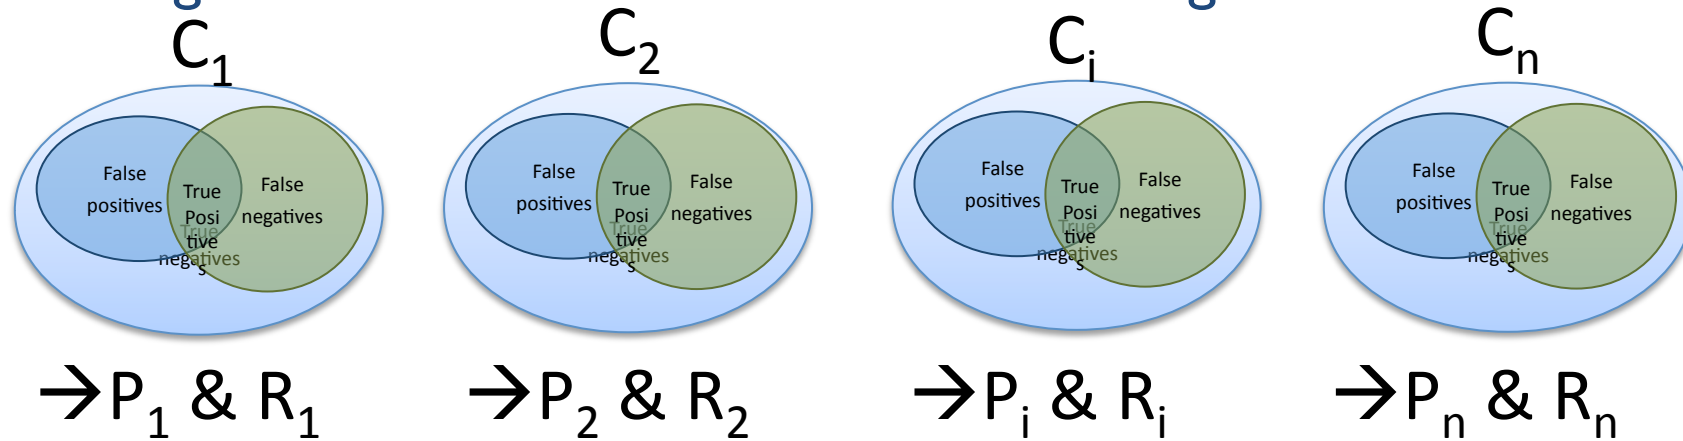 C1
C2
Ci
Cn
False
positives
True
Posi
tive
s
False
negatives
True
negatives
False
positives
True
Posi
tive
s
False
negatives
True
negatives
False
positives
True
Posi
tive
s
False
negatives
True
negatives
False
positives
True
Posi
tive
s
False
negatives
True
negatives
→P1 & R1
→P2 & R2
→Pi & Ri
→Pn & Rn